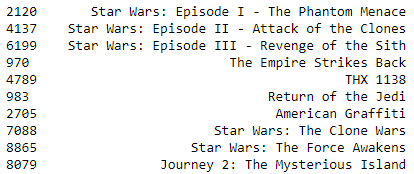 2120 Star Wars: Episode I - The Phantom Menace
4137 Star Wars: Episode II - Attack of the Clones
6199 Star Wars: Episode III - Revenge of the Sith
970 The Empire Strikes Back
4789 THX 1138
983 Return of the Jedi
2705 American Graffiti
7088 Star Wars: The Clone Wars
8865 Star Wars: The Force Awakens
8079 Journey 2: The Mysterious Island